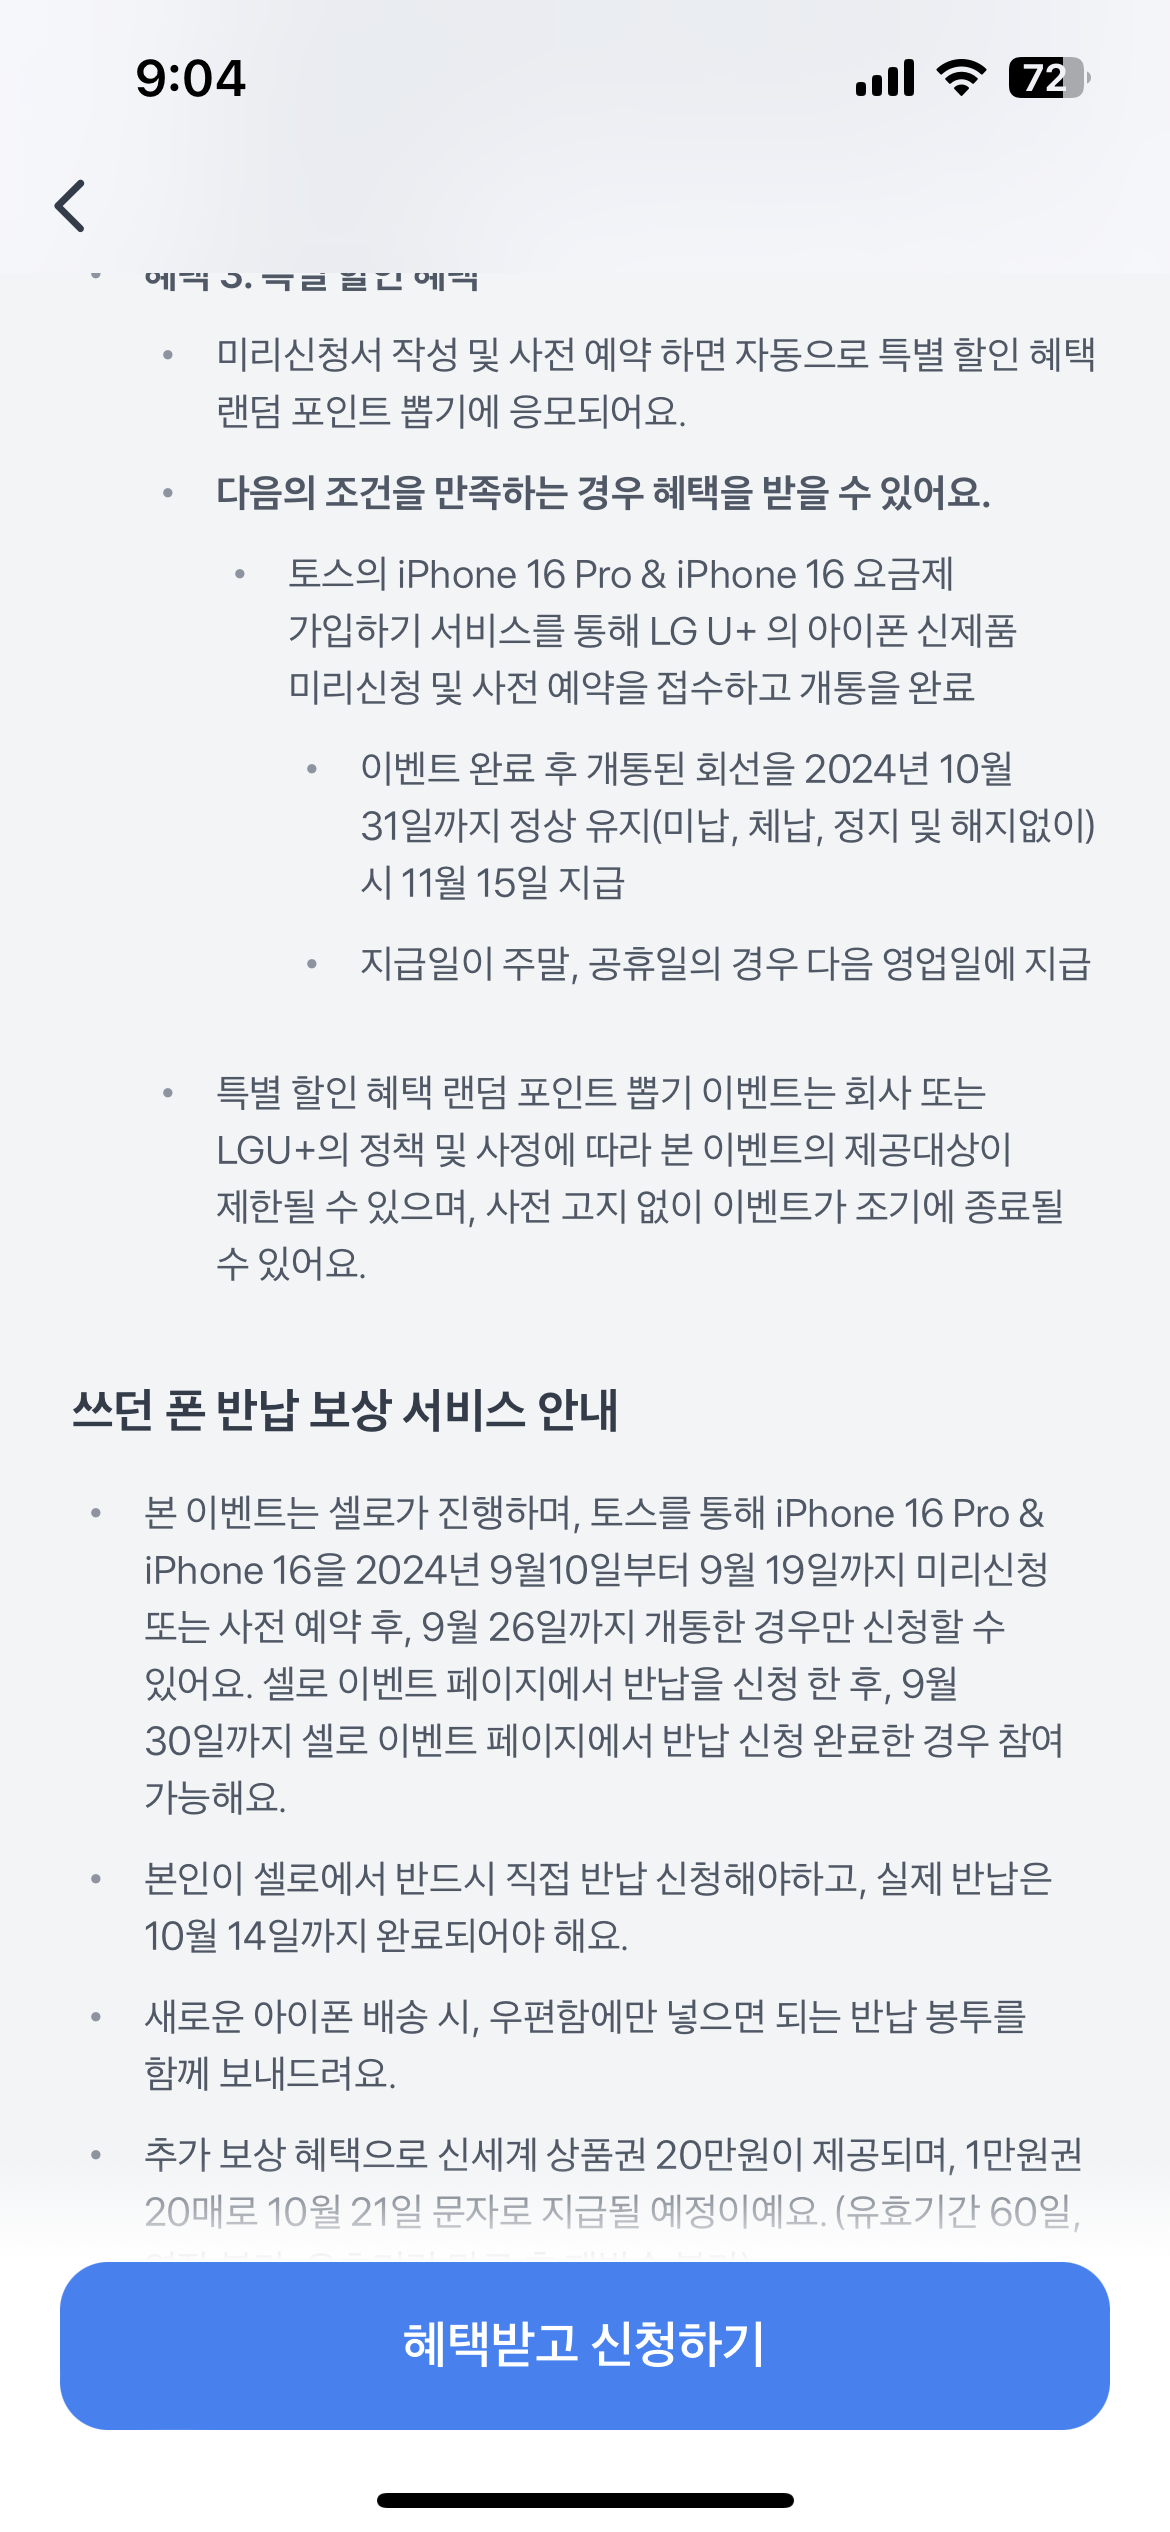 9:04
72
혜택 3. 특별 할인 혜택
미리신청서 작성 및 사전 예약 하면 자동으로 특별 할인 혜택
랜덤 포인트 뽑기에 응모되어요.
다음의 조건을 만족하는 경우 혜택을 받을 수 있어요.
토스의 iPhone 16 Pro & iPhone 16 요금제
가입하기 서비스를 통해 LG U+ 의 아이폰 신제품
미리신청 및 사전 예약을 접수하고 개통을 완료
이벤트 완료 후 개통된 회선을 2024년 10월
31일까지 정상 유지(미납, 체납, 정지 및 해지없이)
시 11월 15일 지급
지급일이 주말, 공휴일의 경우 다음 영업일에 지급
특별 할인 혜택 랜덤 포인트 뽑기 이벤트는 회사 또는
LGU+의 정책 및 사정에 따라 본 이벤트의 제공대상이
제한될 수 있으며, 사전 고지 없이 이벤트가 조기에 종료될
수 있어요.
쓰던 폰 반납 보상 서비스 안내
본 이벤트는 셀로가 진행하며, 토스를 통해 iPhone 16 Pro &
iPhone 16을 2024년 9월10일부터 9월 19일까지 미리신청
또는 사전 예약 후, 9월 26일까지 개통한 경우만 신청할 수
있어요. 셀로 이벤트 페이지에서 반납을 신청 한 후, 9월
30일까지 셀로 이벤트 페이지에서 반납 신청 완료한 경우 참여
가능해요.
본인이 셀로에서 반드시 직접 반납 신청해야하고, 실제 반납은
10월 14일까지 완료되어야 해요.
새로운 아이폰 배송 시, 우편함에만 넣으면 되는 반납 봉투를
함께 보내드려요.
추가 보상 혜택으로 신세계 상품권 20만원이 제공되며, 1만원권
20매로 10월 21일 문자로 지급될 예정이예요. (유효기간 60일,
혜택받고 신청하기